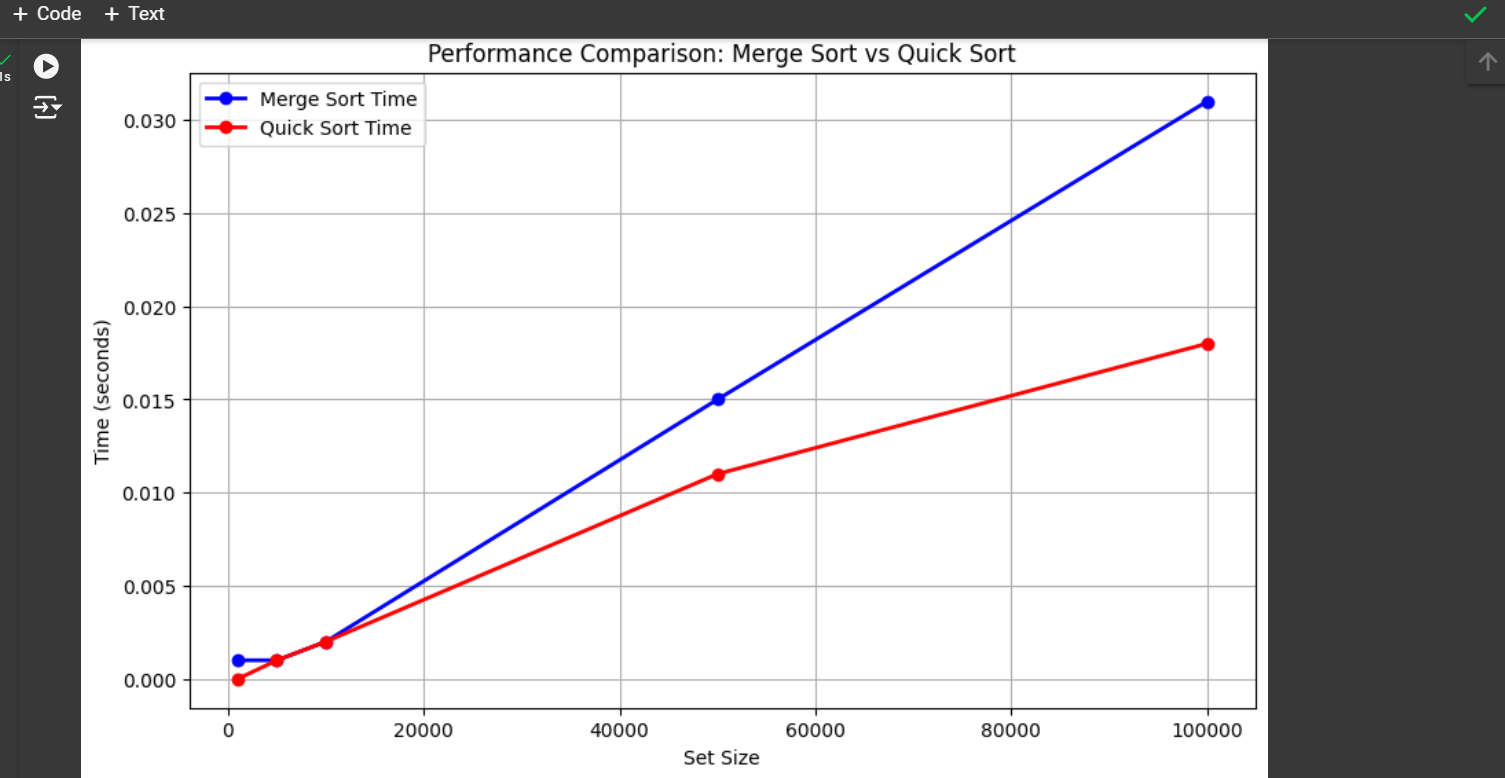 + Code + Text
1s
Performance Comparison: Merge Sort vs Quick Sort
Merge Sort Time
Quick Sort Time
0.030
0.025
0.020
0.015
0.010
0.005
0.000
Time (seconds)
0 20000 40000 60000 80000 100000
Set Size